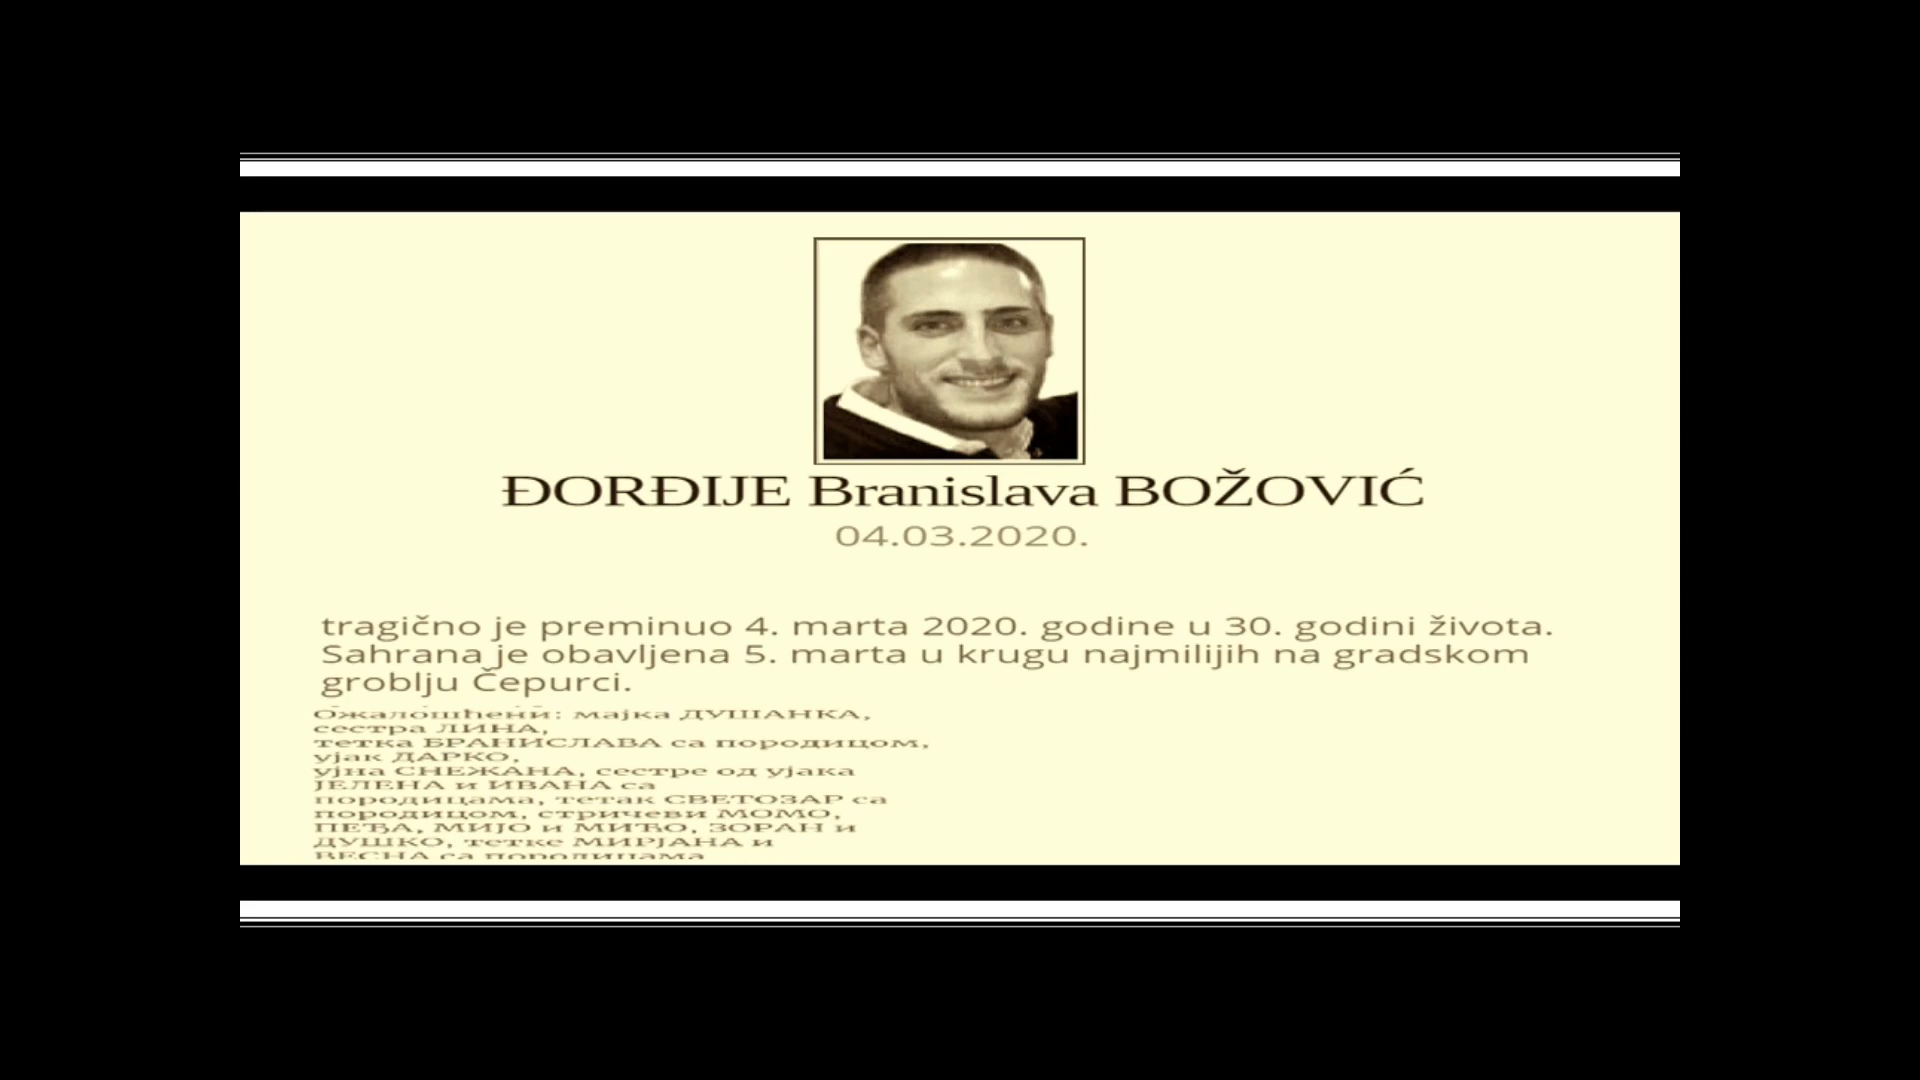 ĐORĐIJE Branislava BOŽOVIĆ
04.03.2020.
tragično je preminuo 4. marta 2020. godine u 30. godini života.
Sahrana je obavljena 5. marta u krugu najmilijih na gradskom
groblju Čepurci.
Ожалошћени: мајка ДУШАНКА,
сестра ЛИНА,
тетка БРАНИСЛАВА са породицом,
ујак ДАРКО,
ујна СНЕЖАНА, сестре од ујака
ЈЕЛЕНА и ИВАНА са
породицама, тетак СВЕТОЗАР са
породицом, стричеви МОМО,
ПЕЂА, МИЈО и МИЋО, ЗОРАН и
ДУШКО, тетке МИРЈАНА и
ВЕСНА са породицама